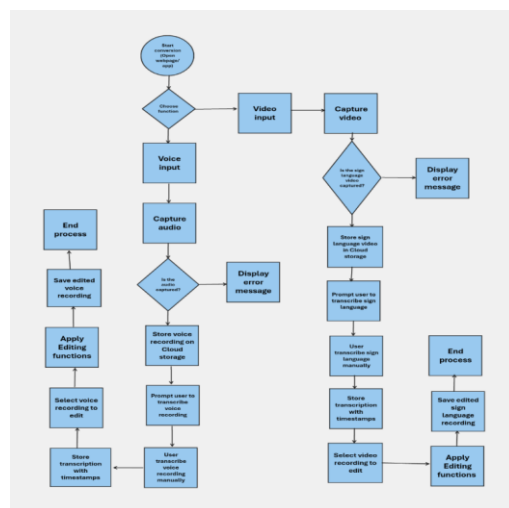 Start
conversion
(Open
webpage/
app)
Choose
function
Video
input
Capture
video
Voice
input
Is the sign
language
video
captured?
Display
error
message
Capture
audio
End
process
Store sign
language video
in Cloud
storage
Is the
audio
captured?
Display
error
message
Save edited
voice
recording
Prompt user to
transcribe sign
language
Store voice
recording on
Cloud
storage
Apply
Editing
functions
User
transcribe sign
language
manually
End
process
Prompt user to
transcribe voice
recording
Select voice
recording to
edit
Store
transcription
with
timestamps
Save edited
sign
language
recording
User
transcribe
voice
recording
manually
Store
transcription
with
timestamps
Select video
recording to
edit
Apply
Editing
functions